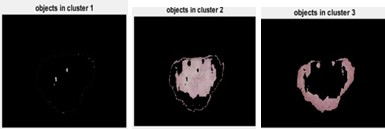 objects in cluster 1
objects in cluster 2
objects in cluster 3